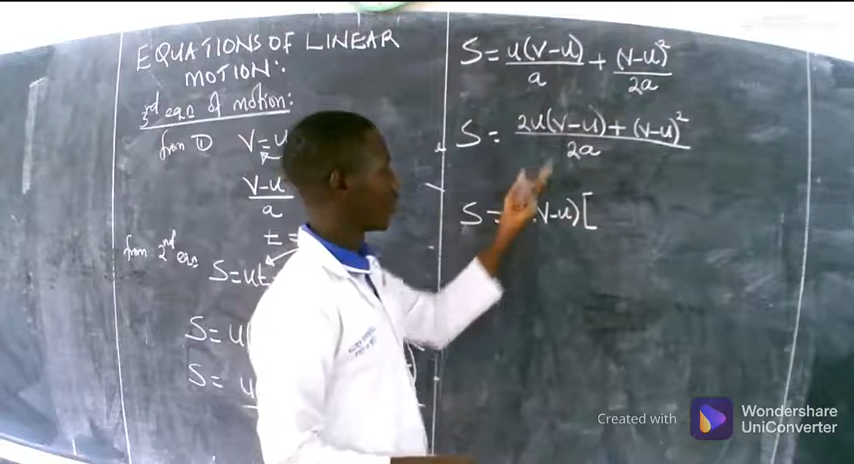 EQUATIONS OF LINEAR
MOTION:.
3rd eqn of motion:
from ① V=u
V-u
a
t =
from 2nd eqn S=ut
S= u
S= u
S= u(V-u)/a + (V-u)²/2a
S= 2u(V-u)+(V-u)²/2a
S= (V-u)[
Created with Wondershare
UniConverter